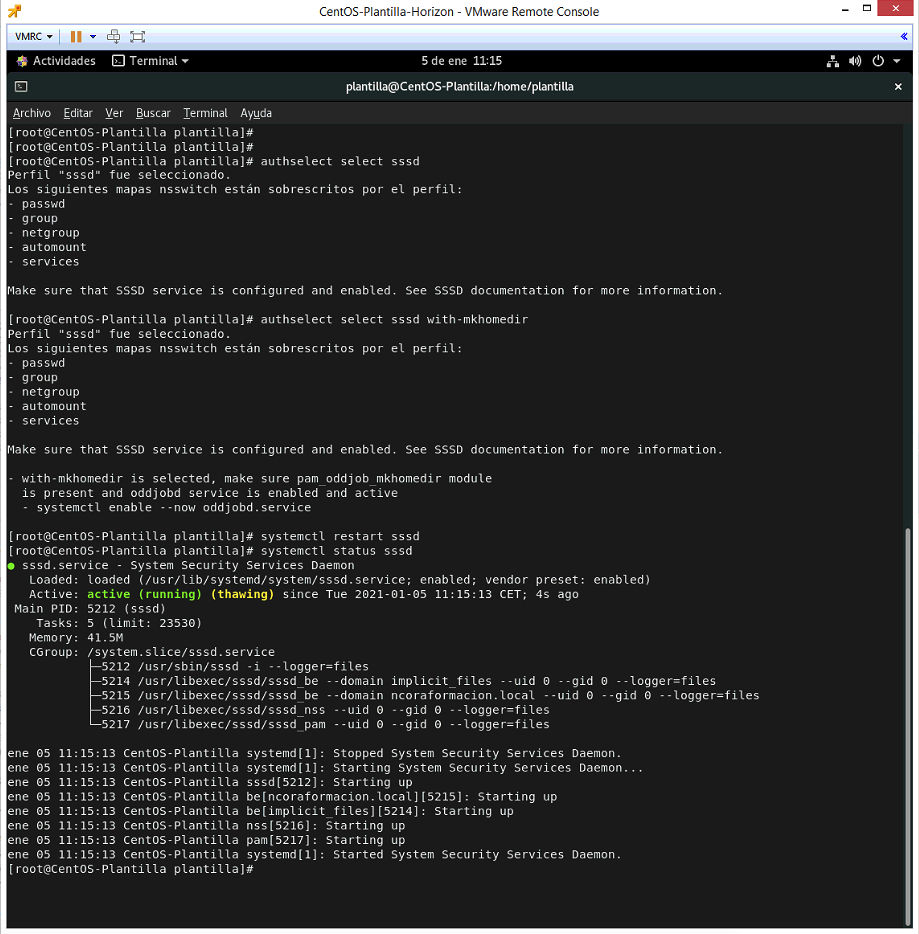 CentOS-Plantilla-Horizon - VMware Remote Console
VMRC
Actividades Terminal 5 de ene 11:15
plantilla@CentOS-Plantilla:/home/plantilla
Archivo Editar Ver Buscar Terminal Ayuda
[root@CentOS-Plantilla plantilla]#
[root@CentOS-Plantilla plantilla]#
[root@CentOS-Plantilla plantilla]# authselect select sssd
Perfil "sssd" fue seleccionado.
Los siguientes mapas nsswitch están sobrescritos por el perfil:
- passwd
- group
- netgroup
- automount
- services
Make sure that SSSD service is configured and enabled. See SSSD documentation for more information.
[root@CentOS-Plantilla plantilla]# authselect select sssd with-mkhomedir
Perfil "sssd" fue seleccionado.
Los siguientes mapas nsswitch están sobrescritos por el perfil:
- passwd
- group
- netgroup
- automount
- services
Make sure that SSSD service is configured and enabled. See SSSD documentation for more information.
- with-mkhomedir is selected, make sure pam_oddjob_mkhomedir module
is present and oddjobd service is enabled and active
- systemctl enable --now oddjobd.service
[root@CentOS-Plantilla plantilla]# systemctl restart sssd
[root@CentOS-Plantilla plantilla]# systemctl status sssd
● sssd.service - System Security Services Daemon
Loaded: loaded (/usr/lib/systemd/system/sssd.service; enabled; vendor preset: enabled)
Active: active (running) (thawing) since Tue 2021-01-05 11:15:13 CET; 4s ago
Main PID: 5212 (sssd)
Tasks: 5 (limit: 23530)
Memory: 41.5M
CGroup: /system.slice/sssd.service
├─5212 /usr/sbin/sssd -i --logger=files
├─5214 /usr/libexec/sssd/sssd_be --domain implicit_files --uid 0 --gid 0 --logger=files
├─5215 /usr/libexec/sssd/sssd_be --domain ncoraformacion.local --uid 0 --gid 0 --logger=files
├─5216 /usr/libexec/sssd/sssd_nss --uid 0 --gid 0 --logger=files
└─5217 /usr/libexec/sssd/sssd_pam --uid 0 --gid 0 --logger=files
ene 05 11:15:13 CentOS-Plantilla systemd[1]: Stopped System Security Services Daemon.
ene 05 11:15:13 CentOS-Plantilla systemd[1]: Starting System Security Services Daemon...
ene 05 11:15:13 CentOS-Plantilla sssd[5212]: Starting up
ene 05 11:15:13 CentOS-Plantilla be[ncoraformacion.local][5215]: Starting up
ene 05 11:15:13 CentOS-Plantilla be[implicit_files][5214]: Starting up
ene 05 11:15:13 CentOS-Plantilla nss[5216]: Starting up
ene 05 11:15:13 CentOS-Plantilla pam[5217]: Starting up
ene 05 11:15:13 CentOS-Plantilla systemd[1]: Started System Security Services Daemon.
[root@CentOS-Plantilla plantilla]#